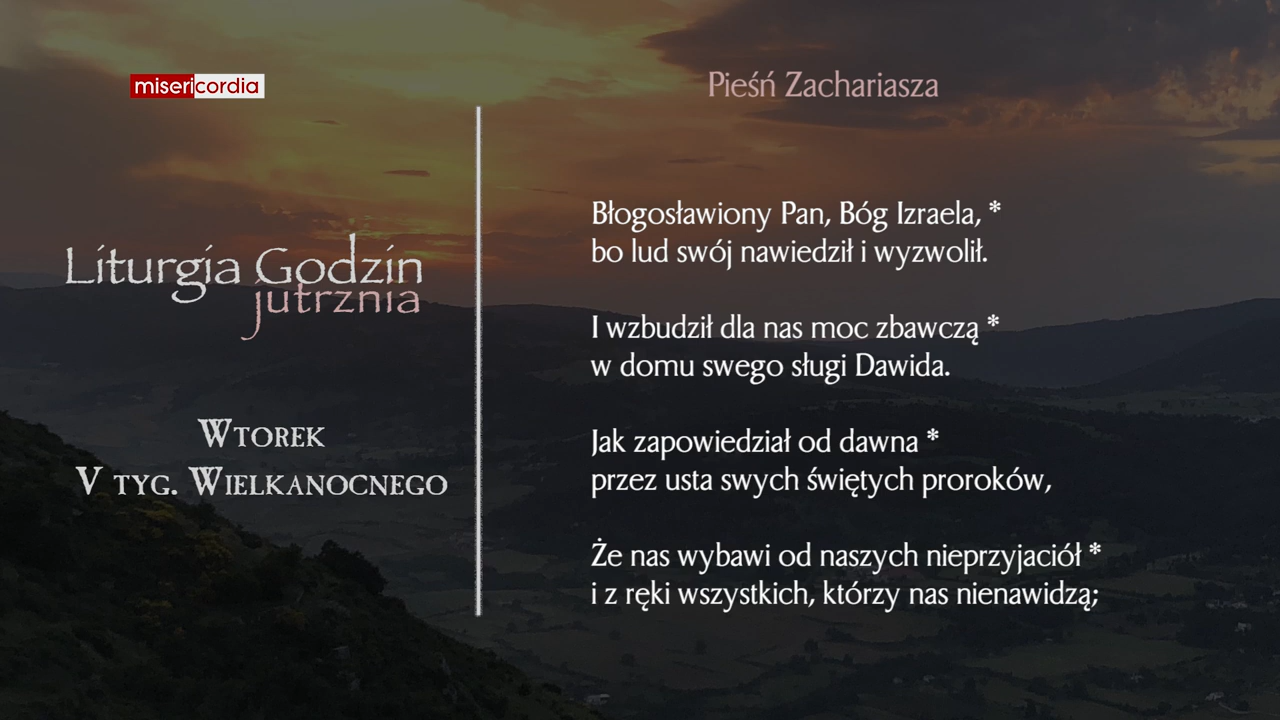 misericordia
Liturgia Godzin
jutrznia
Wtorek
V tyg. Wielkanocnego
Pieśń Zachariasza
Błogosławiony Pan, Bóg Izraela, *
bo lud swój nawiedził i wyzwolił.
I wzbudził dla nas moc zbawczą *
w domu swego sługi Dawida.
Jak zapowiedział od dawna *
przez usta swych świętych proroków,
Że nas wybawi od naszych nieprzyjaciół *
i z ręki wszystkich, którzy nas nienawidzą;